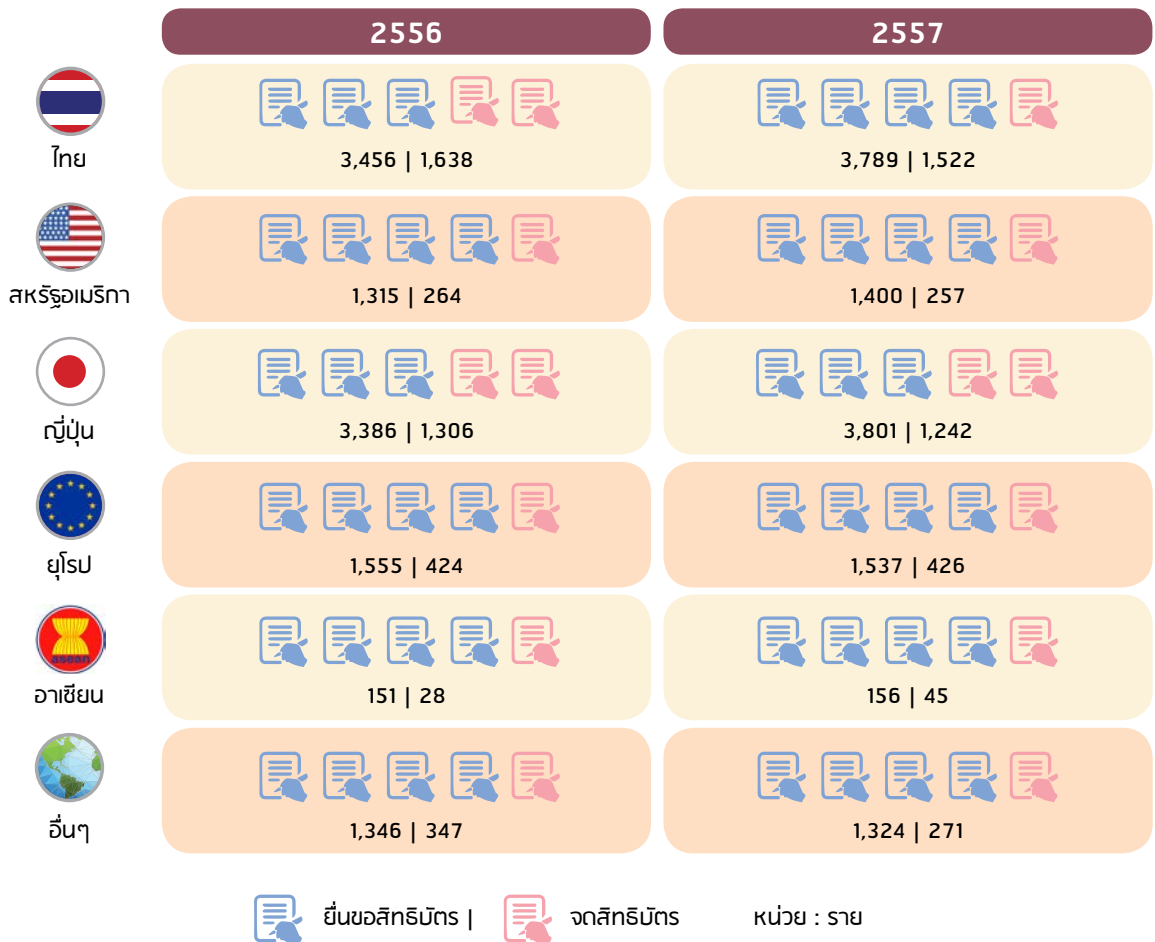 2556 2557
ไทย
3,456 | 1,638 3,789 | 1,522
สหรัฐอเมริกา
1,315 | 264 1,400 | 257
ญี่ปุ่น
3,386 | 1,306 3,801 | 1,242
ยุโรป
1,555 | 424 1,537 | 426
asean
อาเซียน
151 | 28 156 | 45
อื่นๆ
1,346 | 347 1,324 | 271
ยื่นขอสิทธิบัตร | จดสิทธิบัตร หน่วย : ราย